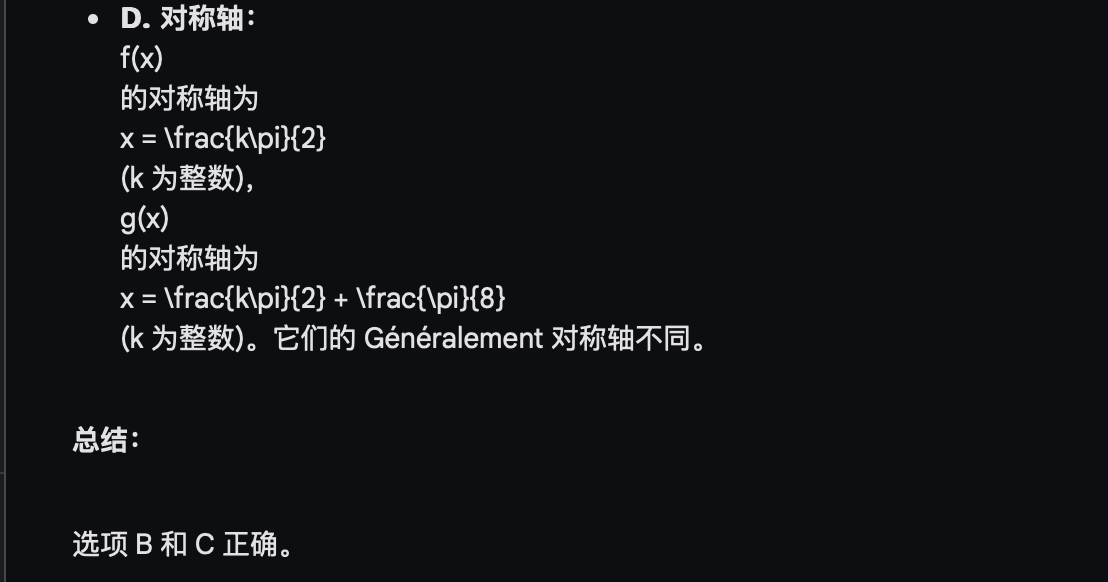 • D. 对称轴：
f(x)
的对称轴为
x = \frac{k\pi}{2}
(k 为整数),
g(x)
的对称轴为
x = \frac{k\pi}{2} + \frac{\pi}{8}
(k 为整数)。它们的 Généralement 对称轴不同。
总结：
选项 B 和 C 正确。